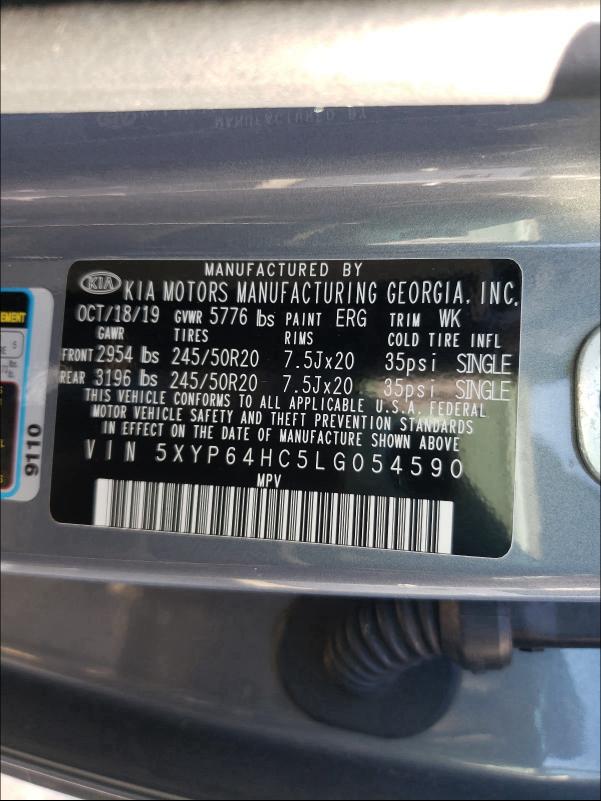 MANUFACTURED BY
KIA KIA MOTORS MANUFACTURING GEORGIA, INC.
OCT/18/19 GVWR 5776 lbs PAINT ERG TRIM WK
GAWR TIRES RIMS COLD TIRE INFL
FRONT 2954 lbs 245/50R20 7.5Jx20 35psi SINGLE
REAR 3196 lbs 245/50R20 7.5Jx20 35psi SINGLE
THIS VEHICLE CONFORMS TO ALL APPLICABLE U.S.A. FEDERAL
MOTOR VEHICLE SAFETY AND THEFT PREVENTION STANDARDS
IN EFFECT ON THE DATE OF MANUFACTURE SHOWN ABOVE
VIN 5XYP64HC5LG054590
MPV
9110